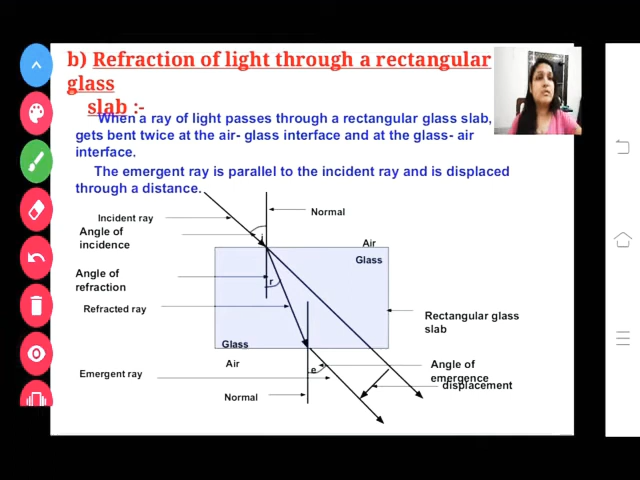 b) Refraction of light through a rectangular
glass
slab :-
When a ray of light passes through a rectangular glass slab,
gets bent twice at the air- glass interface and at the glass- air
interface.
The emergent ray is parallel to the incident ray and is displaced
through a distance.
Incident ray
Normal
Angle of
incidence
i
Air
Glass
Angle of
refraction
r
Refracted ray
Rectangular glass
slab
Glass
Air
Angle of
emergence
e
Emergent ray
displacement
Normal